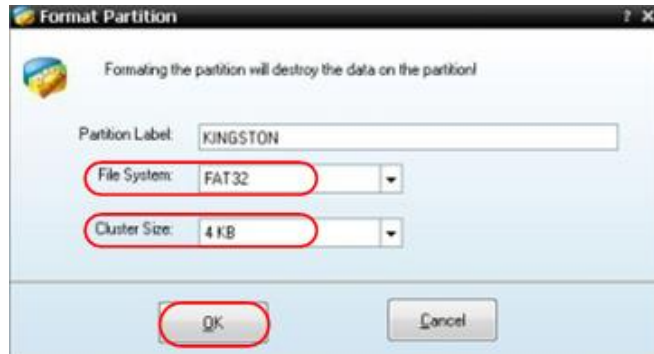 Format Partition ? X
Formating the partition will destroy the data on the partition!
Partition Label: KINGSTON
File System: FAT32
Cluster Size: 4 KB
OK Cancel